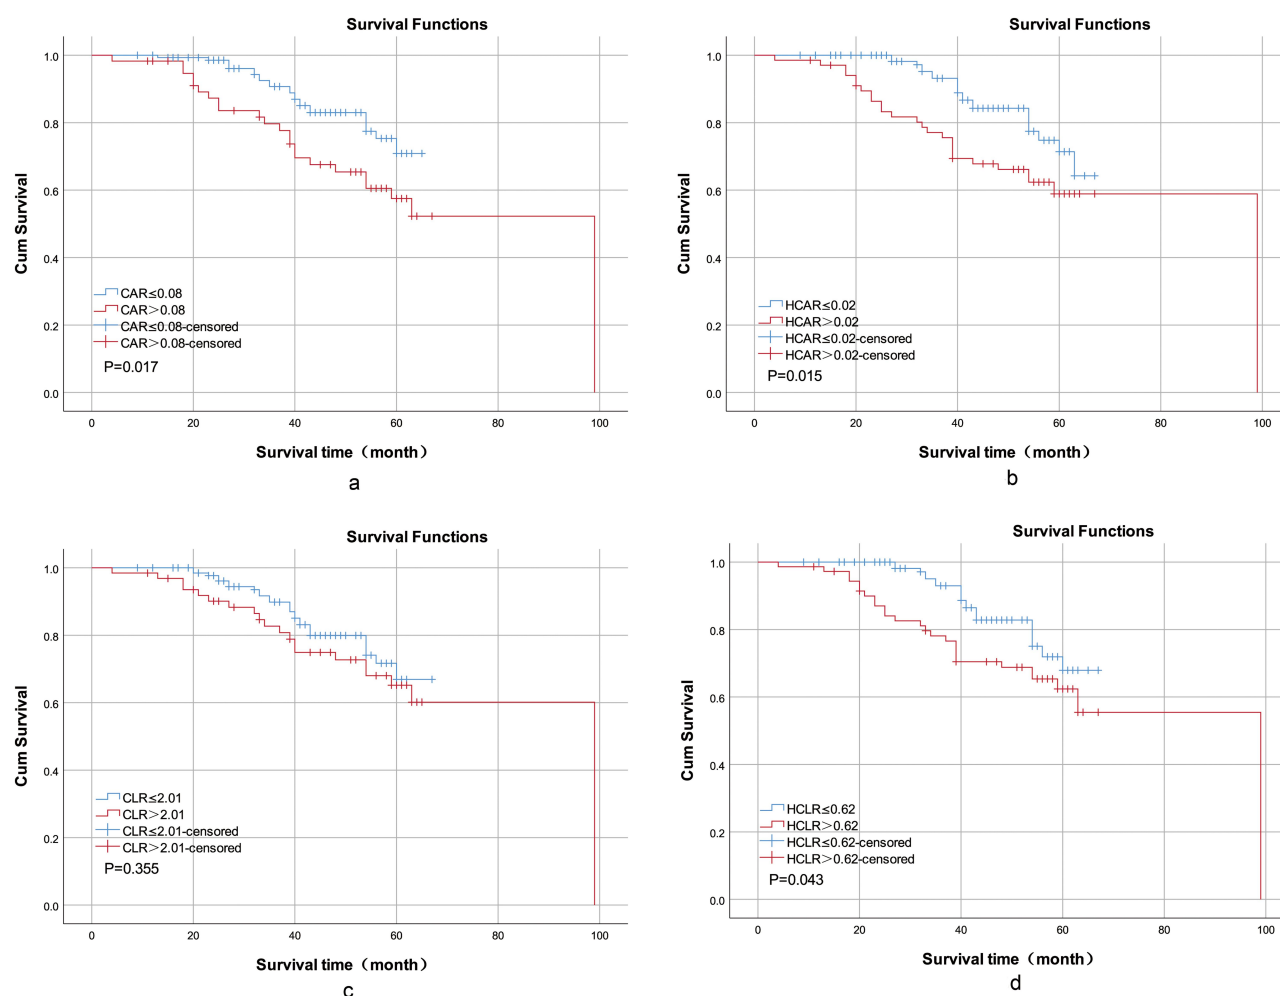 Survival Functions
1.0
0.8
0.6
0.4
0.2
0.0
Cum Survival
CAR≤0.08
CAR＞0.08
CAR≤0.08-censored
CAR＞0.08-censored
P=0.017
0 20 40 60 80 100
Survival time（month）
a
Survival Functions
1.0
0.8
0.6
0.4
0.2
0.0
Cum Survival
HCAR≤0.02
HCAR＞0.02
HCAR≤0.02-censored
HCAR＞0.02-censored
P=0.015
0 20 40 60 80 100
Survival time（month）
b
Survival Functions
1.0
0.8
0.6
0.4
0.2
0.0
Cum Survival
CLR≤2.01
CLR＞2.01
CLR≤2.01-censored
CLR＞2.01-censored
P=0.355
0 20 40 60 80 100
Survival time（month）
c
Survival Functions
1.0
0.8
0.6
0.4
0.2
0.0
Cum Survival
HCLR≤0.62
HCLR＞0.62
HCLR≤0.62-censored
HCLR＞0.62-censored
P=0.043
0 20 40 60 80 100
Survival time（month）
d